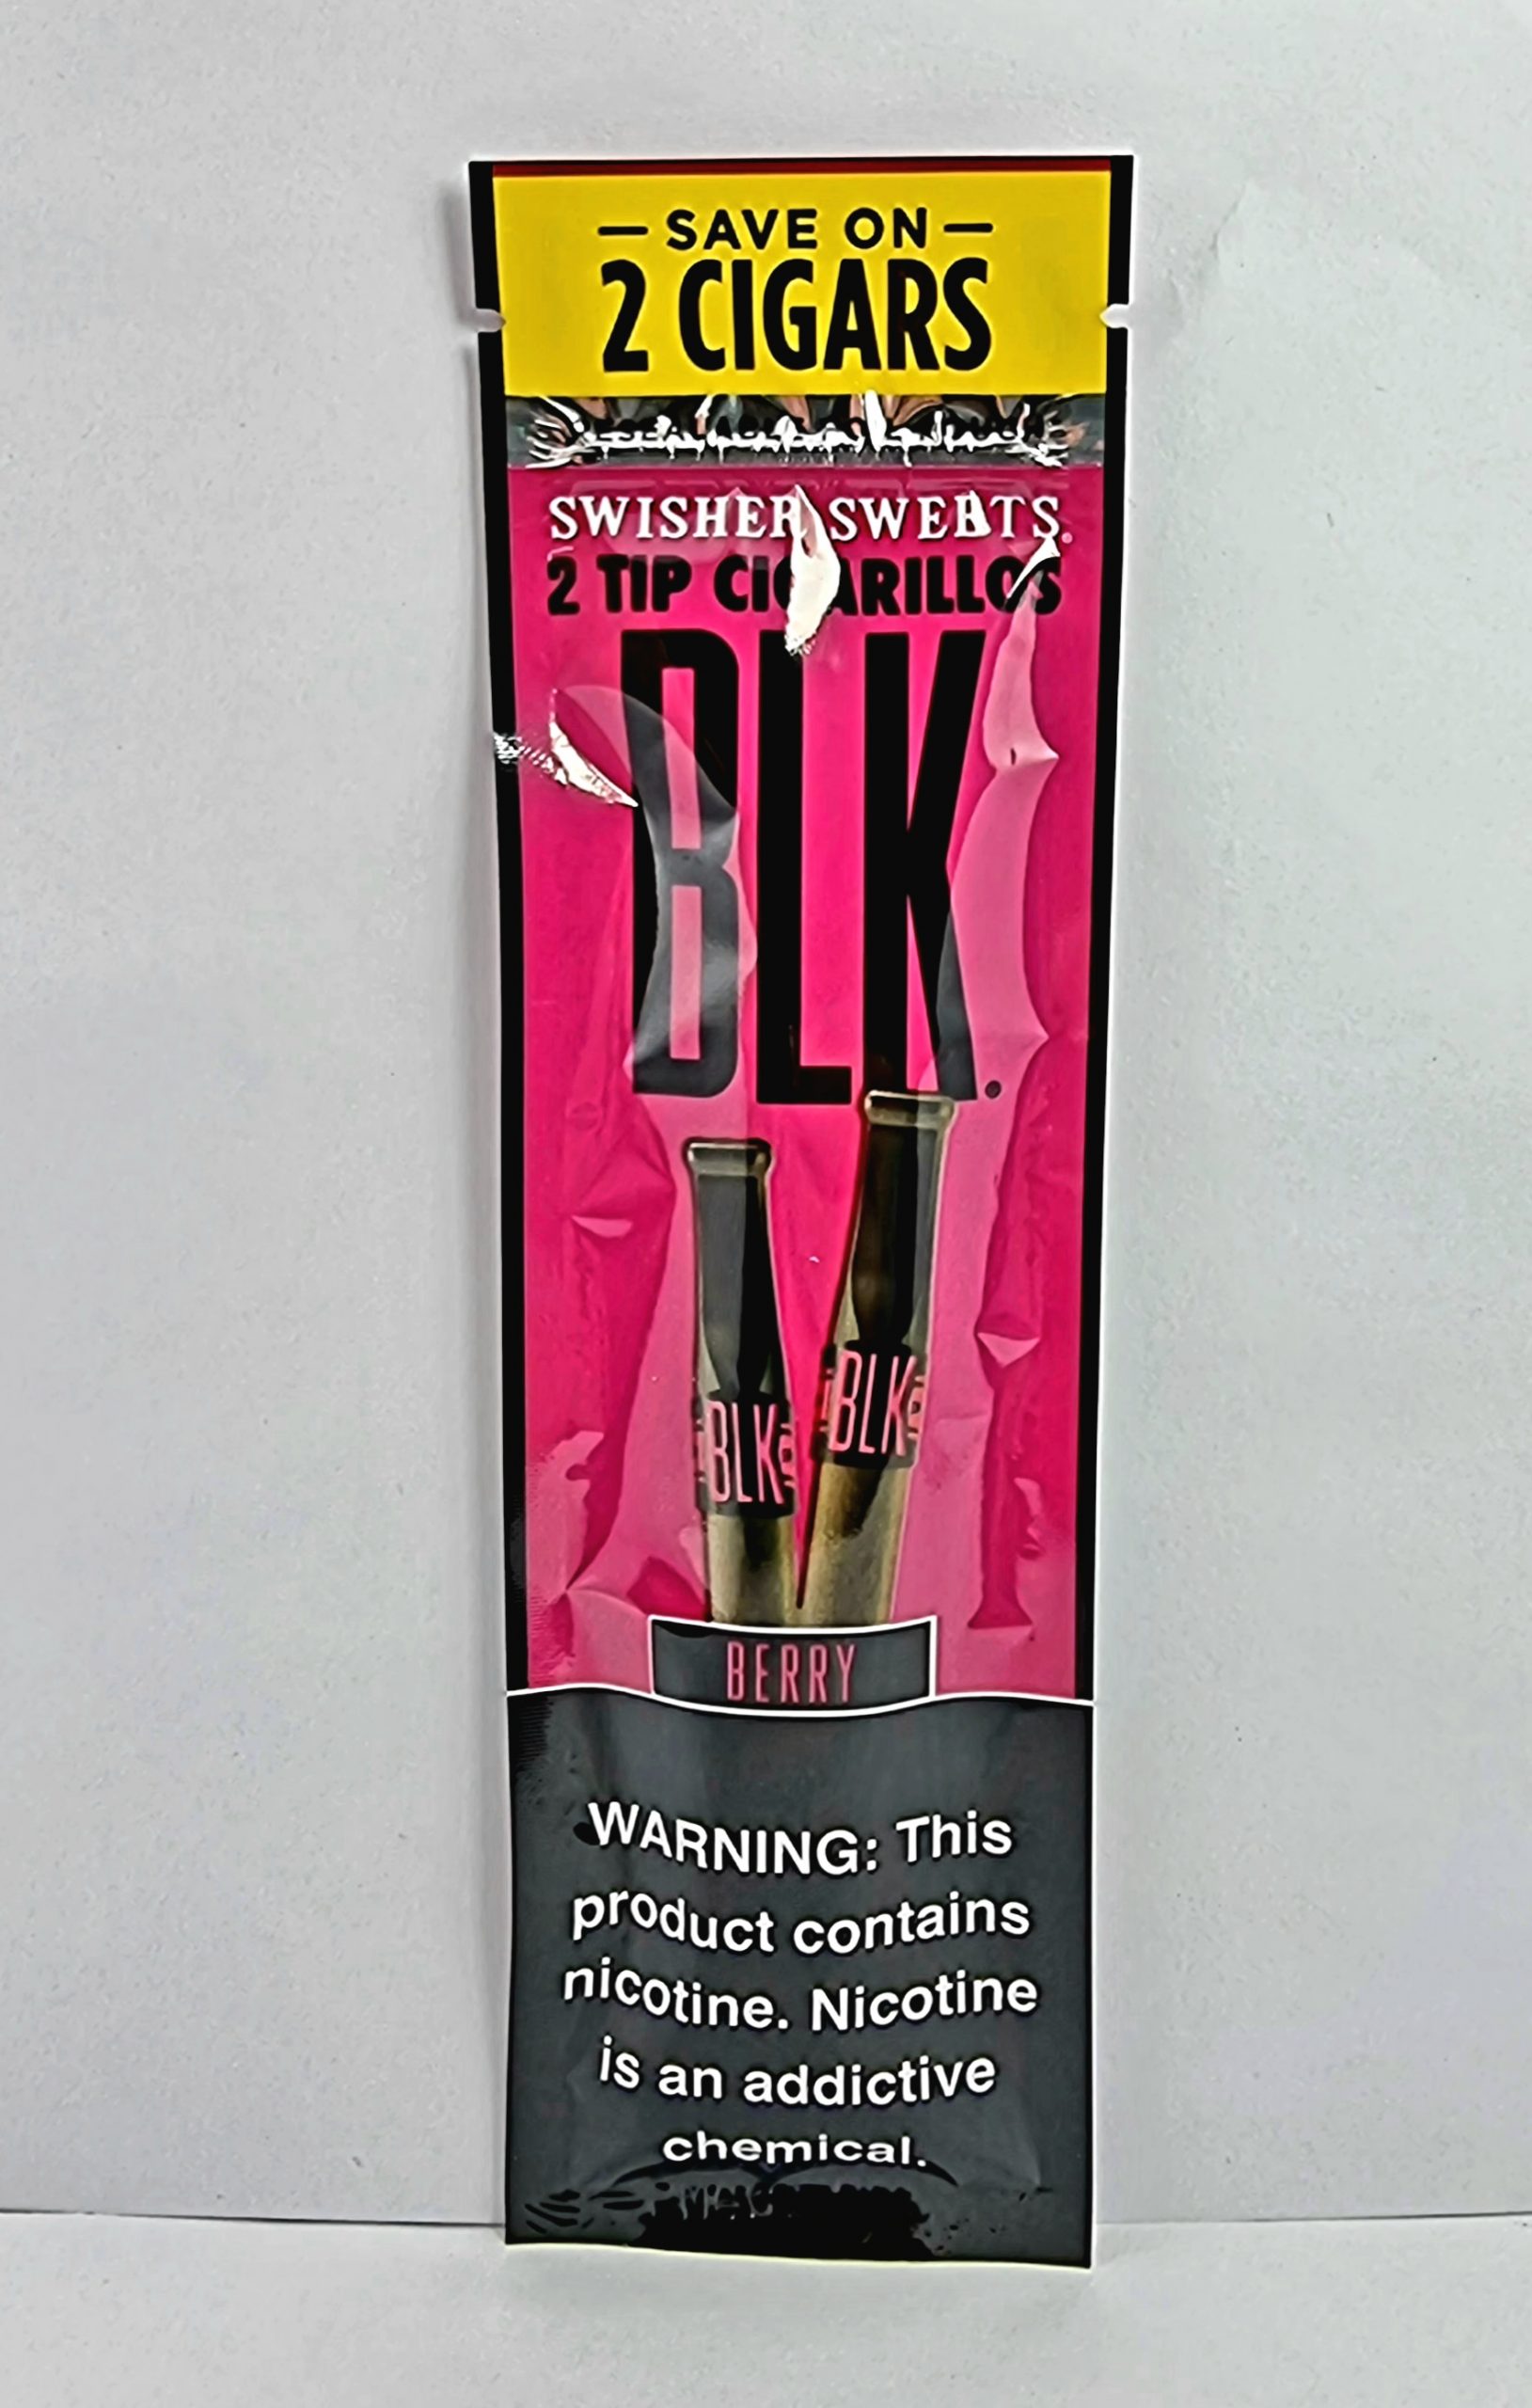 — SAVE ON —
2 CIGARS
SWISHER SWEETS®
2 TIP CIGARILLOS
BLK.
BLK
BLK
BERRY
WARNING: This
product contains
nicotine. Nicotine
is an addictive
chemical.